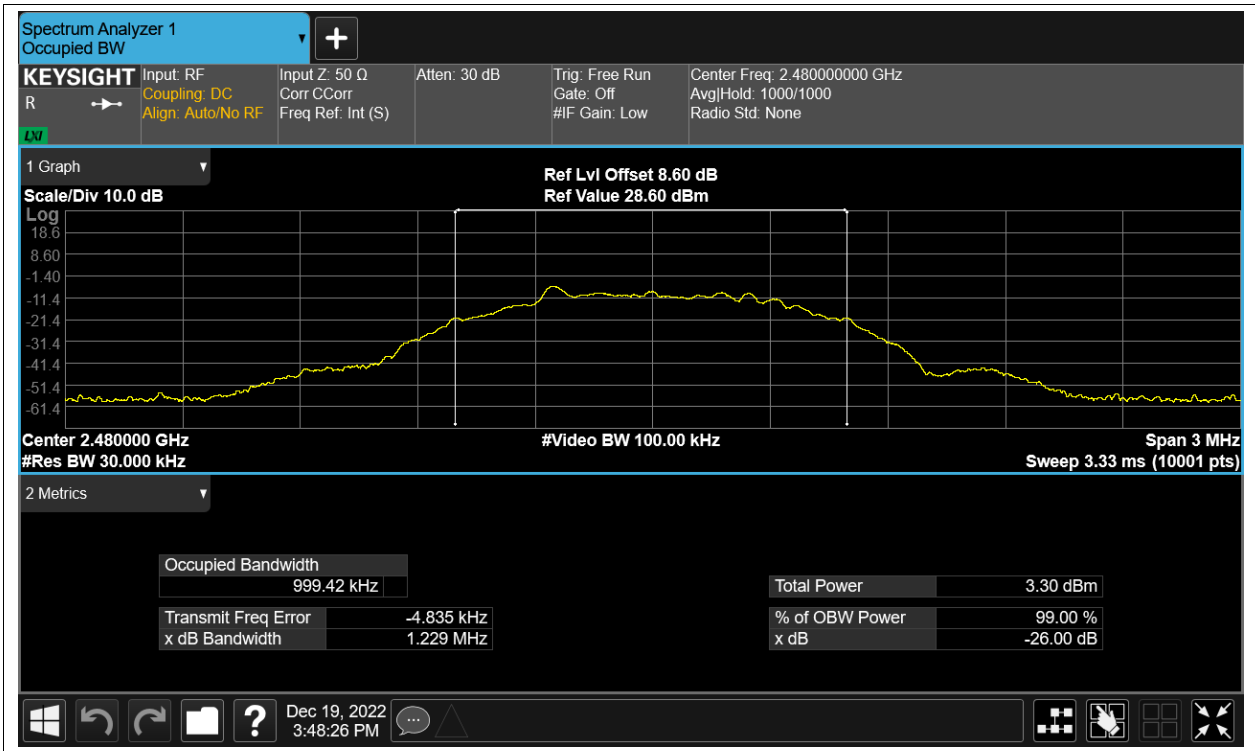 Spectrum Analyzer 1
Occupied BW
KEYSIGHT
R
LXI
Input: RF
Coupling: DC
Align: Auto/No RF
Input Z: 50 Ω
Corr CCorr
Freq Ref: Int (S)
Atten: 30 dB
Trig: Free Run
Gate: Off
#IF Gain: Low
Center Freq: 2.480000000 GHz
Avg|Hold: 1000/1000
Radio Std: None
1 Graph
Scale/Div 10.0 dB
Ref Lvl Offset 8.60 dB
Ref Value 28.60 dBm
Log
18.6
8.60
-1.40
-11.4
-21.4
-31.4
-41.4
-51.4
-61.4
Center 2.480000 GHz
#Res BW 30.000 kHz
#Video BW 100.00 kHz
Span 3 MHz
Sweep 3.33 ms (10001 pts)
2 Metrics
Occupied Bandwidth
999.42 kHz
Transmit Freq Error -4.835 kHz
x dB Bandwidth 1.229 MHz
Total Power 3.30 dBm
% of OBW Power 99.00 %
x dB -26.00 dB
?
Dec 19, 2022
3:48:26 PM